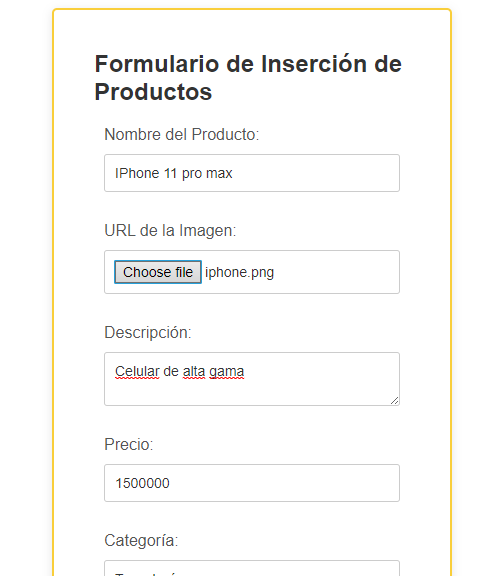 Formulario de Inserción de
Productos
Nombre del Producto:
IPhone 11 pro max
URL de la Imagen:
Choose file iphone.png
Descripción:
Celular de alta gama
Precio:
1500000
Categoría: